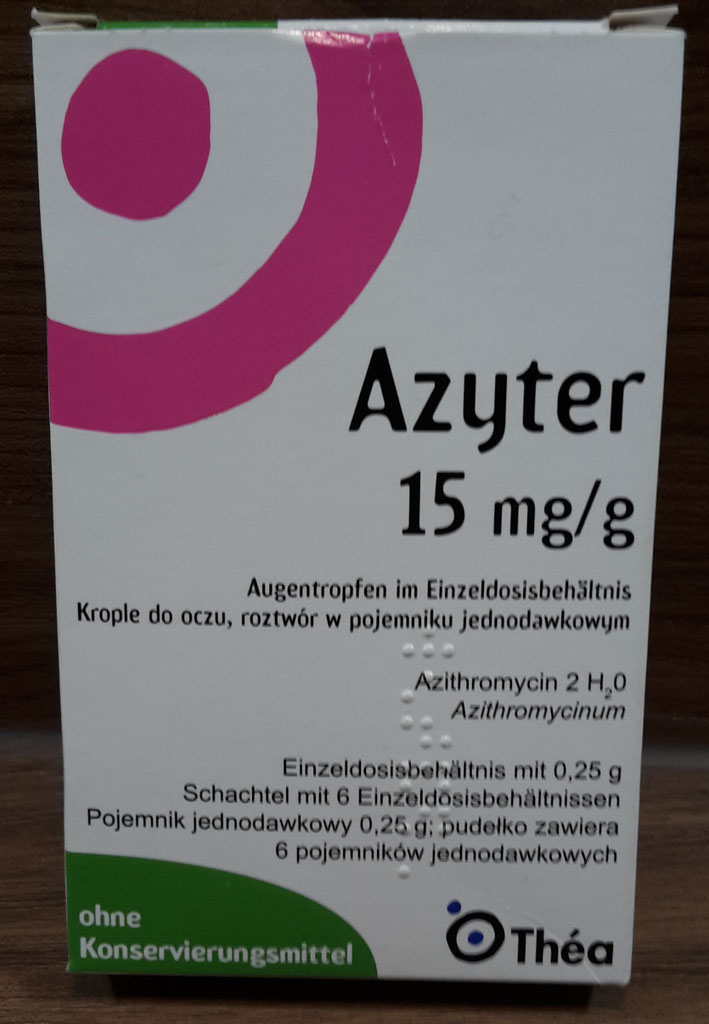 Azyter
15 mg/g
Augentropfen im Einzeldosisbehältnis
Krople do oczu, roztwór w pojemniku jednodawkowym
Azithromycin 2 H₂0
Azithromycinum
Einzeldosisbehältnis mit 0,25 g
Schachtel mit 6 Einzeldosisbehältnissen
Pojemnik jednodawkowy 0,25 g; pudełko zawiera
6 pojemników jednodawkowych
ohne
Konservierungsmittel
Théa